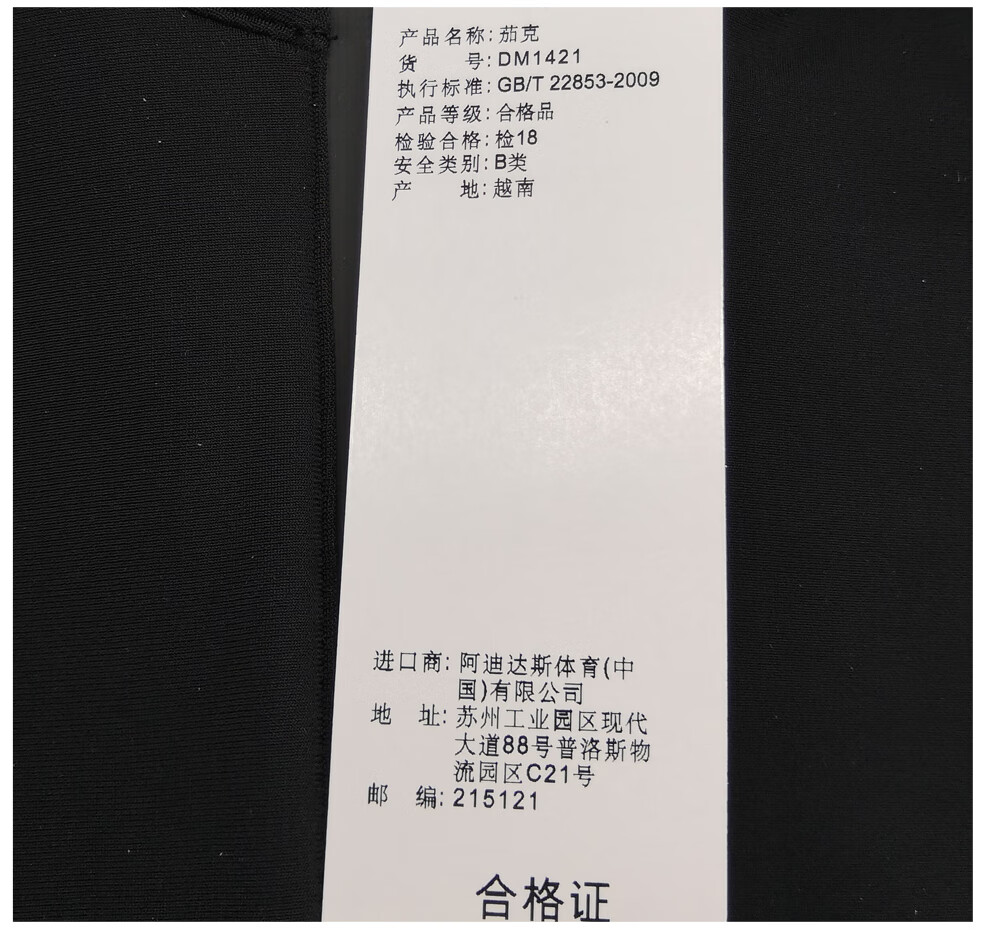 产品名称:茄克
货 号:DM1421
执行标准:GB/T 22853-2009
产品等级:合格品
检验合格:检18
安全类别:B类
产 地:越南
进口商:阿迪达斯体育(中
国)有限公司
地 址:苏州工业园区现代
大道88号普洛斯物
流园区C21号
邮 编:215121
合格证